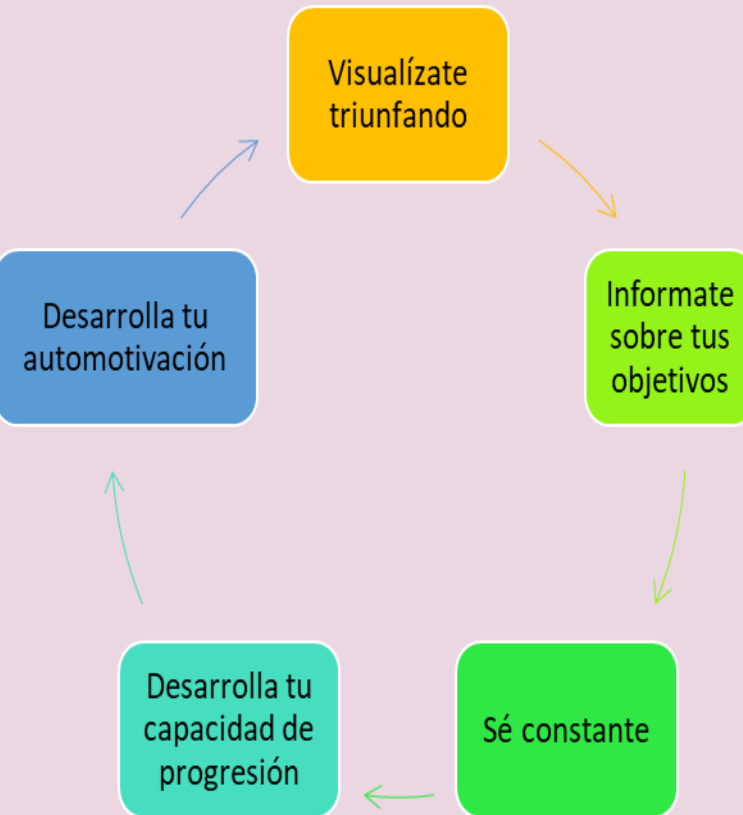 Visualízate
triunfando
Informate
sobre tus
objetivos
Sé constante
Desarrolla tu
capacidad de
progresión
Desarrolla tu
automotivación